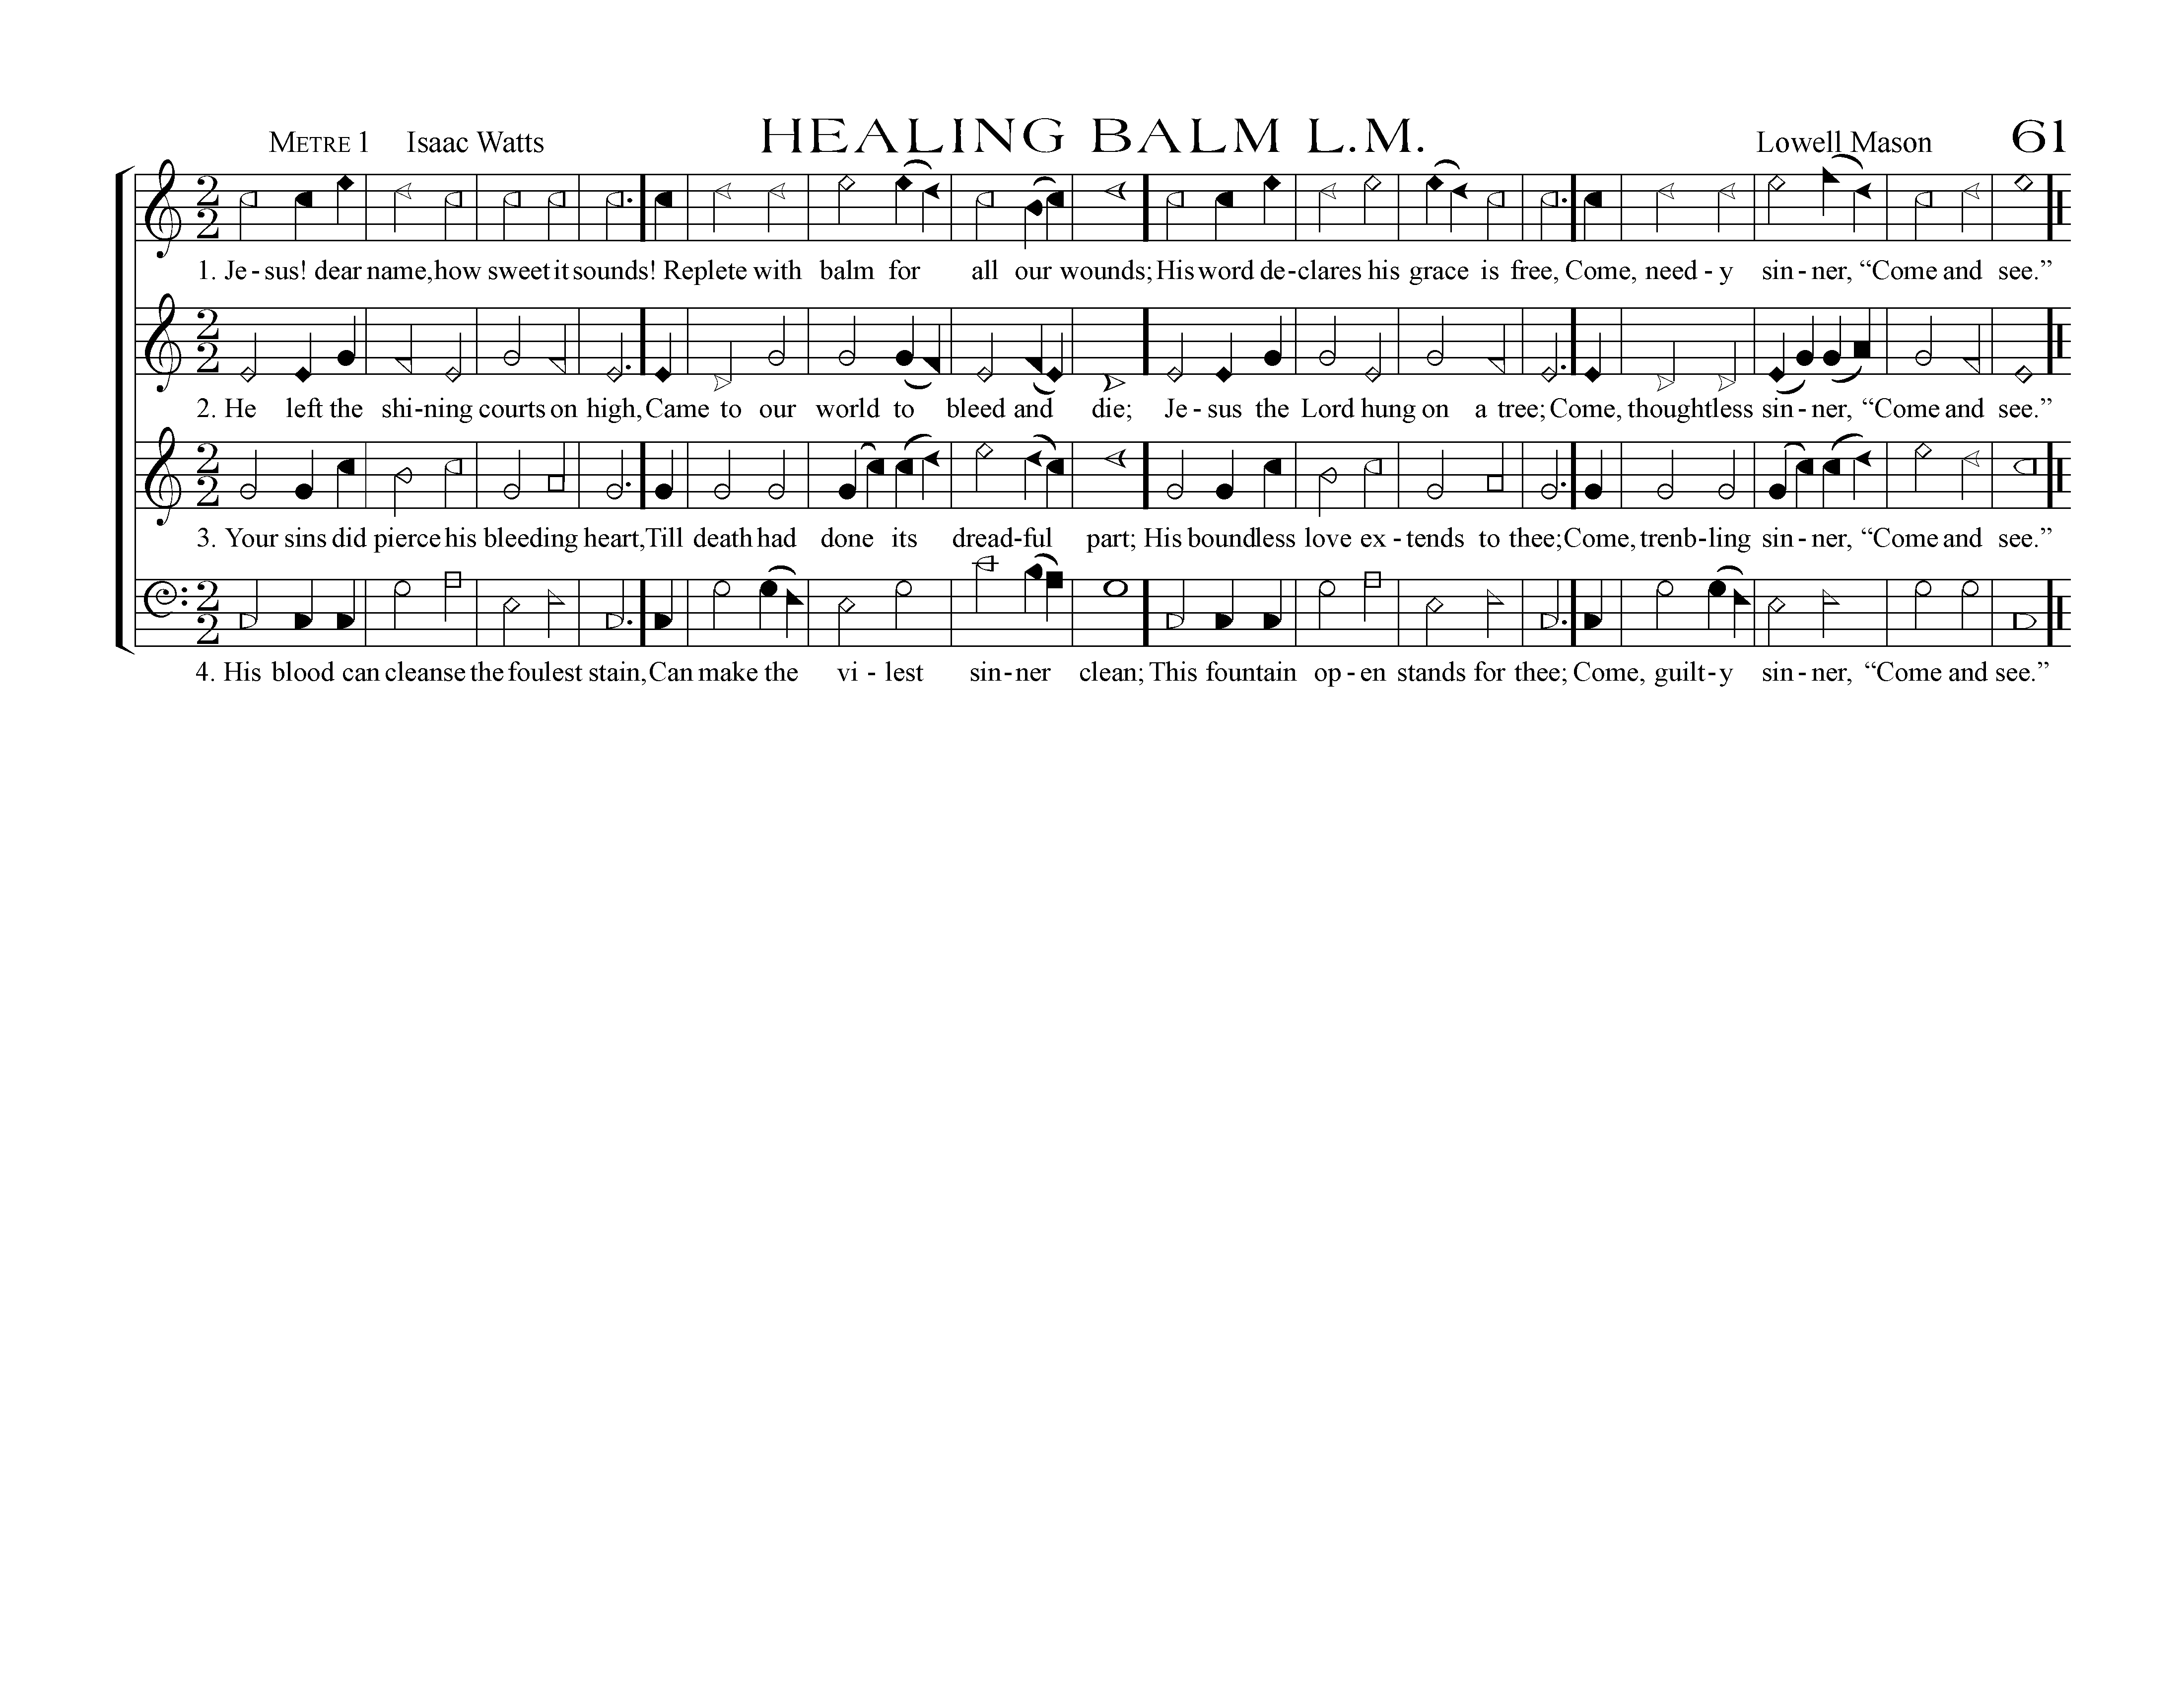 METRE 1 Isaac Watts HEALING BALM L.M. Lowell Mason 61
2
2
1. Je-sus! dear name, how sweet it sounds! Replete with balm for all our wounds; His word de-clares his grace is free, Come, need-y sin-ner, “Come and see.”
2
2
2. He left the shi-ning courts on high, Came to our world to bleed and die; Je-sus the Lord hung on a tree; Come, thoughtless sin-ner, “Come and see.”
2
2
3. Your sins did pierce his bleeding heart, Till death had done its dread-ful part; His boundless love ex-tends to thee; Come, trenb-ling sin-ner, “Come and see.”
2
2
4. His blood can cleanse the foulest stain, Can make the vi-lest sin-ner clean; This fountain op-en stands for thee; Come, guilt-y sin-ner, “Come and see.”